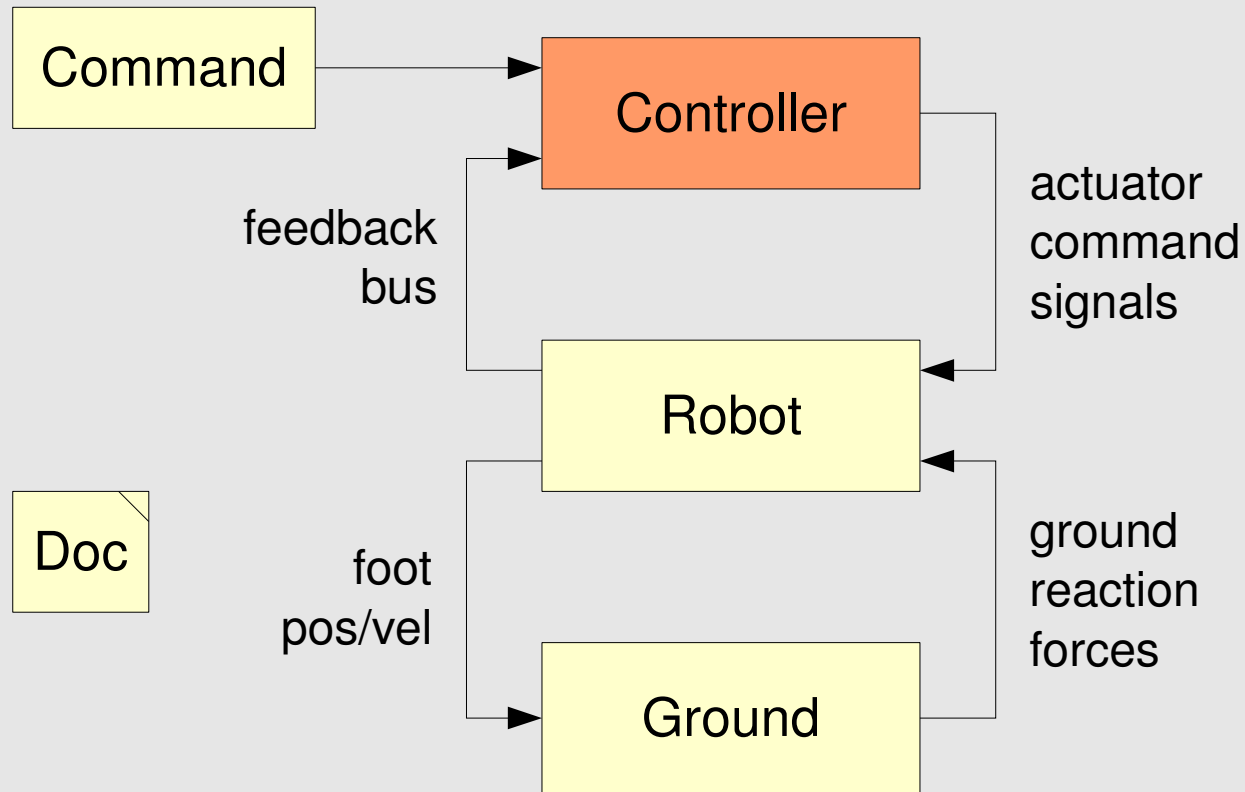 Command
Controller
feedback
bus
actuator
command
signals
Robot
Doc
foot
pos/vel
ground
reaction
forces
Ground